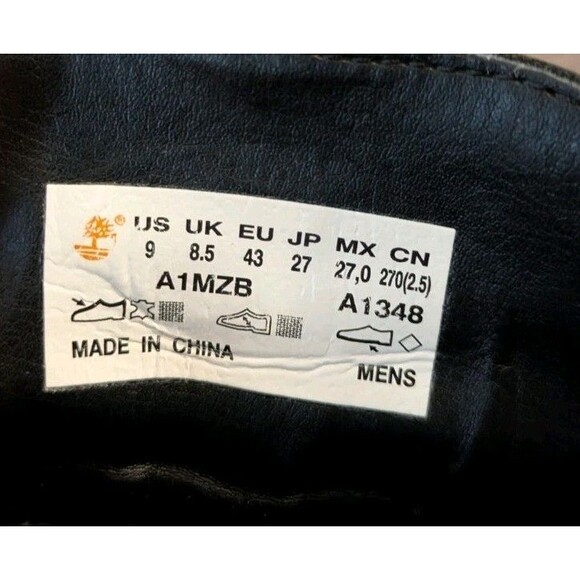 ® US UK EU JP MX CN
9 8.5 43 27 27,0 270(2.5)
A1MZB A1348
MADE IN CHINA
MENS